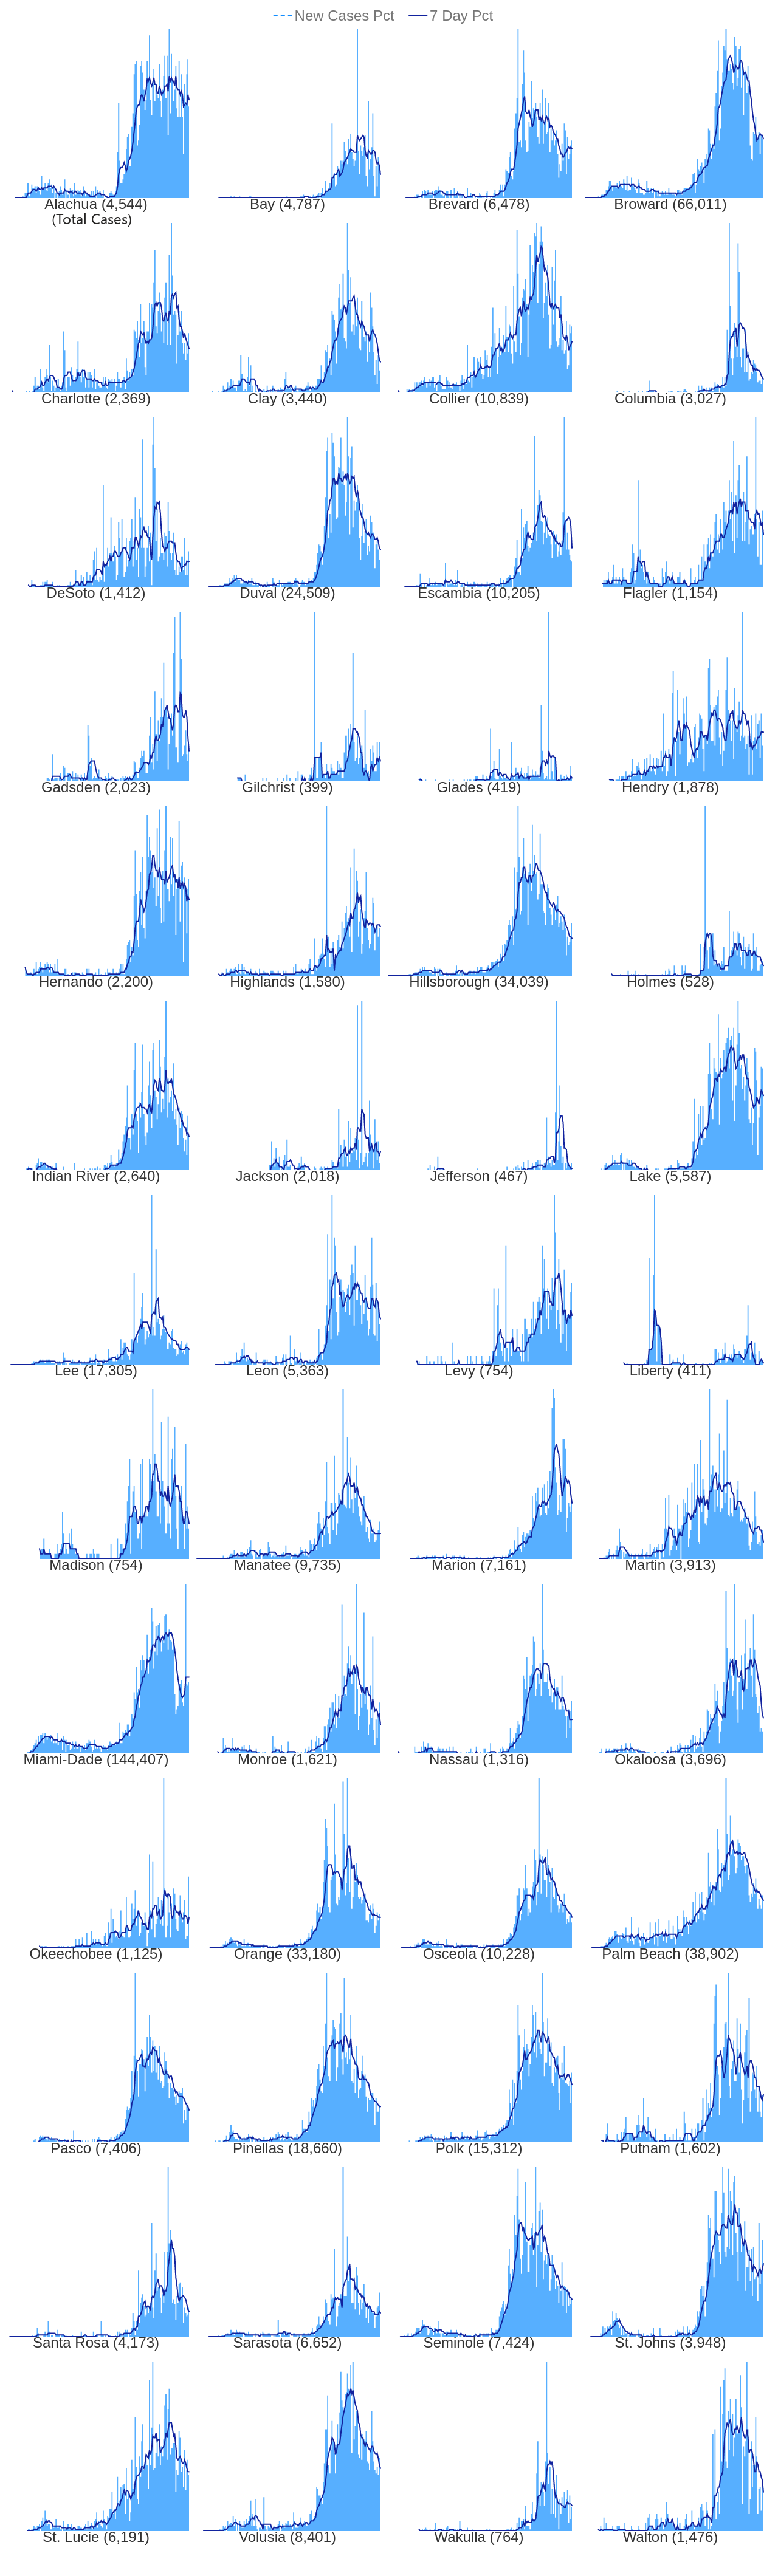 New Cases Pct 7 Day Pct
Alachua (4,544) Bay (4,787) Brevard (6,478) Broward (66,011)
(Total Cases)
Charlotte (2,369) Clay (3,440) Collier (10,839) Columbia (3,027)
DeSoto (1,412) Duval (24,509) Escambia (10,205) Flagler (1,154)
Gadsden (2,023) Gilchrist (399) Glades (419) Hendry (1,878)
Hernando (2,200) Highlands (1,580) Hillsborough (34,039) Holmes (528)
Indian River (2,640) Jackson (2,018) Jefferson (467) Lake (5,587)
Lee (17,305) Leon (5,363) Levy (754) Liberty (411)
Madison (754) Manatee (9,735) Marion (7,161) Martin (3,913)
Miami-Dade (144,407) Monroe (1,621) Nassau (1,316) Okaloosa (3,696)
Okeechobee (1,125) Orange (33,180) Osceola (10,228) Palm Beach (38,902)
Pasco (7,406) Pinellas (18,660) Polk (15,312) Putnam (1,602)
Santa Rosa (4,173) Sarasota (6,652) Seminole (7,424) St. Johns (3,948)
St. Lucie (6,191) Volusia (8,401) Wakulla (764) Walton (1,476)